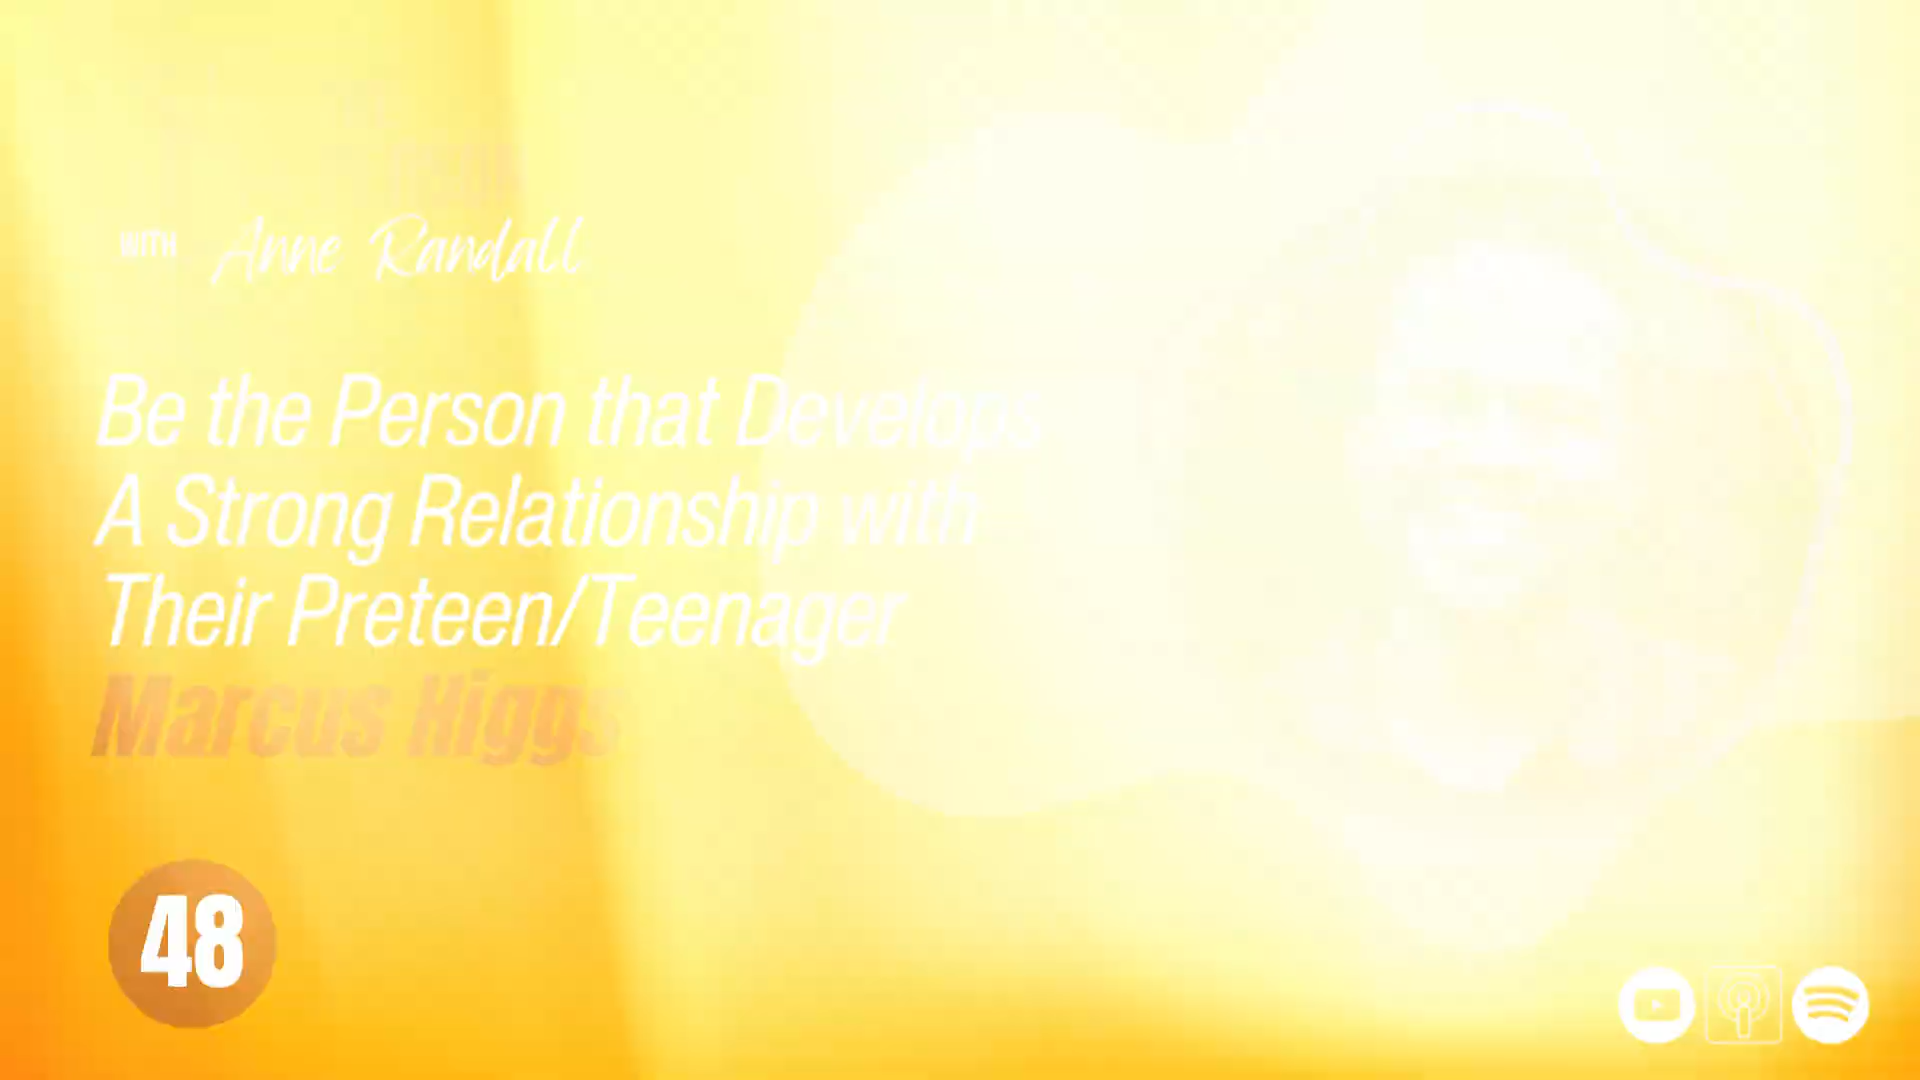 WITH Anne Randall
Be the Person that Develops
A Strong Relationship with
Their Preteen/Teenager
Marcus Higgs
48